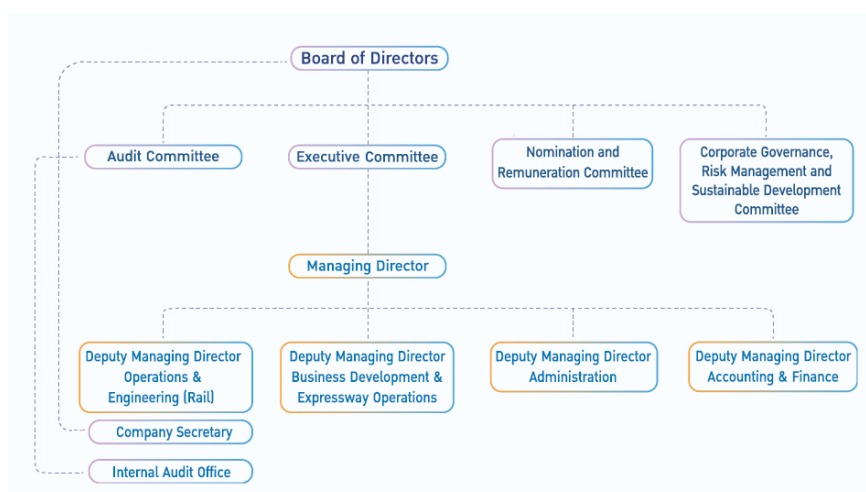 Board of Directors
Audit Committee
Executive Committee
Nomination and
Remuneration Committee
Corporate Governance,
Risk Management and
Sustainable Development
Committee
Managing Director
Deputy Managing Director
Operations &
Engineering (Rail)
Deputy Managing Director
Business Development &
Expressway Operations
Deputy Managing Director
Administration
Deputy Managing Director
Accounting & Finance
Company Secretary
Internal Audit Office